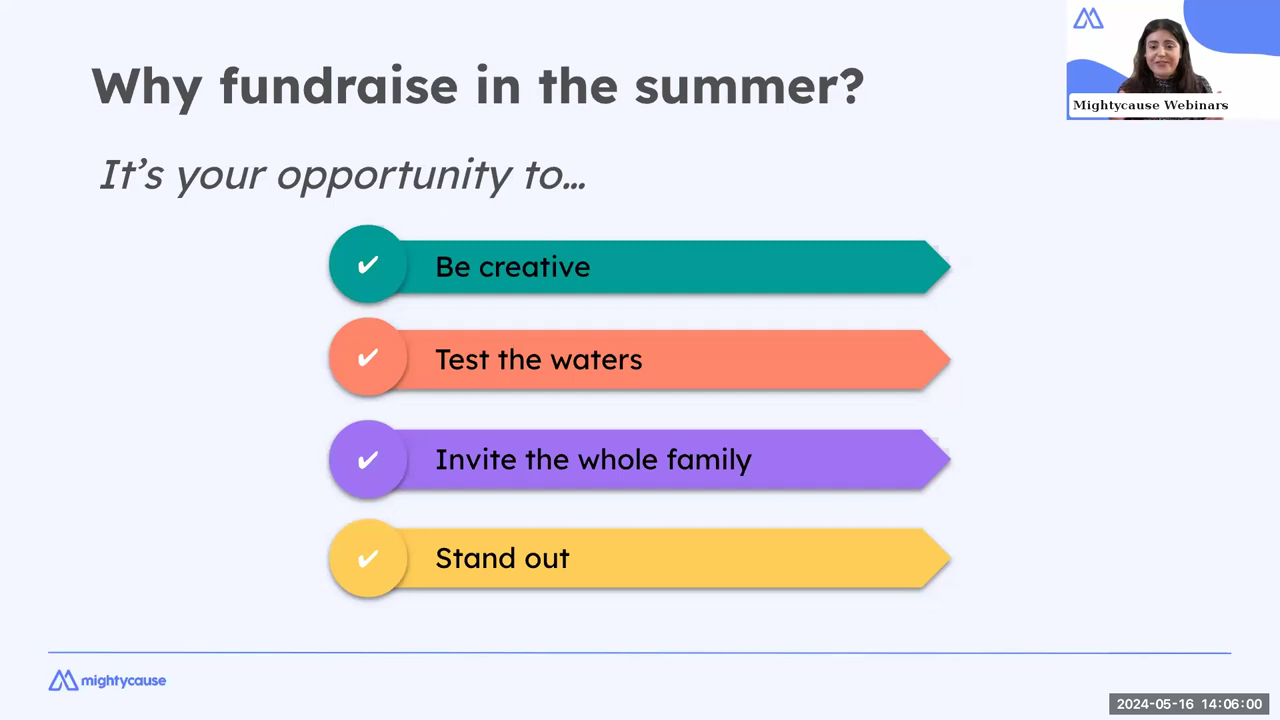 Why fundraise in the summer?
Mightycause Webinars
It's your opportunity to...
✔ Be creative
✔ Test the waters
✔ Invite the whole family
✔ Stand out
mightycause
2024-05-16 14:06:00